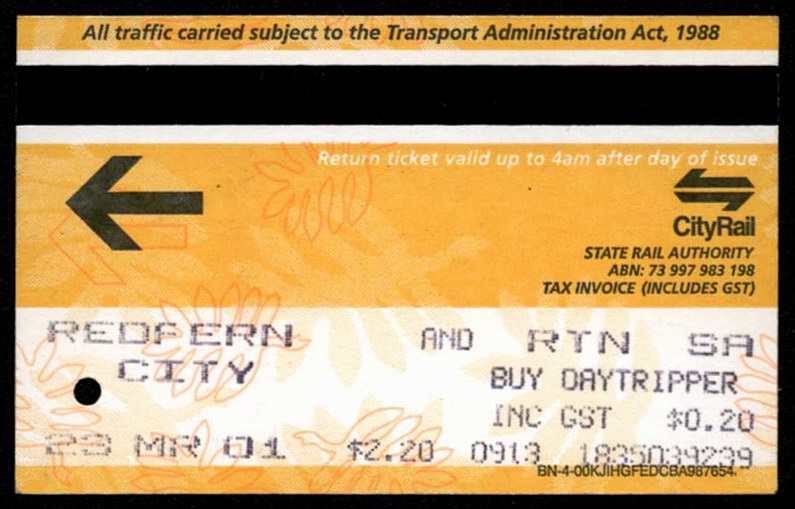 All traffic carried subject to the Transport Administration Act, 1988
Return ticket valid up to 4am after day of issue
CityRail
STATE RAIL AUTHORITY
ABN: 73 997 983 198
TAX INVOICE (INCLUDES GST)
REDFERN AND RTN SA
CITY BUY DAYTRIPPER
INC GST $0.20
23 MR 01 $2.20 0913 1835039239
BN-4-00KJIHGFEDCBA987654